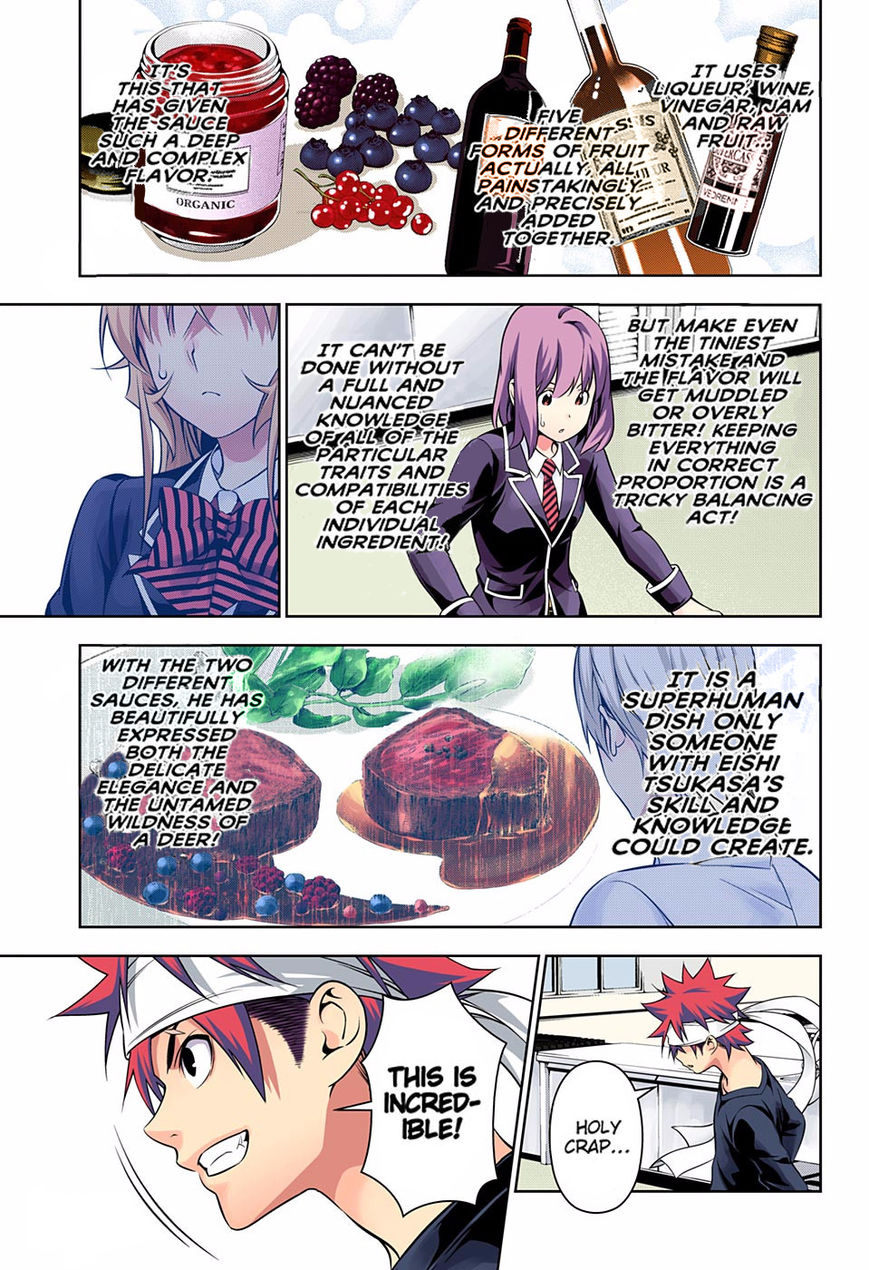 IT USES
LIQUEUR, WINE,
VINEGAR, JAM
AND RAW
FRUIT...
FIVE
DIFFERENT
FORMS OF FRUIT
ACTUALLY, ALL
PAINSTAKINGLY
AND PRECISELY
ADDED
TOGETHER.
IT'S
THIS THAT
HAS GIVEN
THE SAUCE
SUCH A DEEP
AND COMPLEX
FLAVOR.
ORGANIC
VEDRENNE
BUT MAKE EVEN
THE TINIEST
MISTAKE AND
THE FLAVOR WILL
GET MUDDLED
OR OVERLY
BITTER! KEEPING
EVERYTHING
IN CORRECT
PROPORTION IS A
TRICKY BALANCING
ACT!
IT CAN'T BE
DONE WITHOUT
A FULL AND
NUANCED
KNOWLEDGE
OF ALL OF THE
PARTICULAR
TRAITS AND
COMPATIBILITIES
OF EACH
INDIVIDUAL
INGREDIENT!
IT IS A
SUPERHUMAN
DISH ONLY
SOMEONE
WITH EISHI
TSUKASA'S
SKILL AND
KNOWLEDGE
COULD CREATE.
WITH THE TWO
DIFFERENT
SAUCES, HE HAS
BEAUTIFULLY
EXPRESSED
BOTH THE
DELICATE
ELEGANCE AND
THE UNTAMED
WILDNESS OF
A DEER!
HOLY
CRAP...
THIS IS
INCRED-
IBLE!